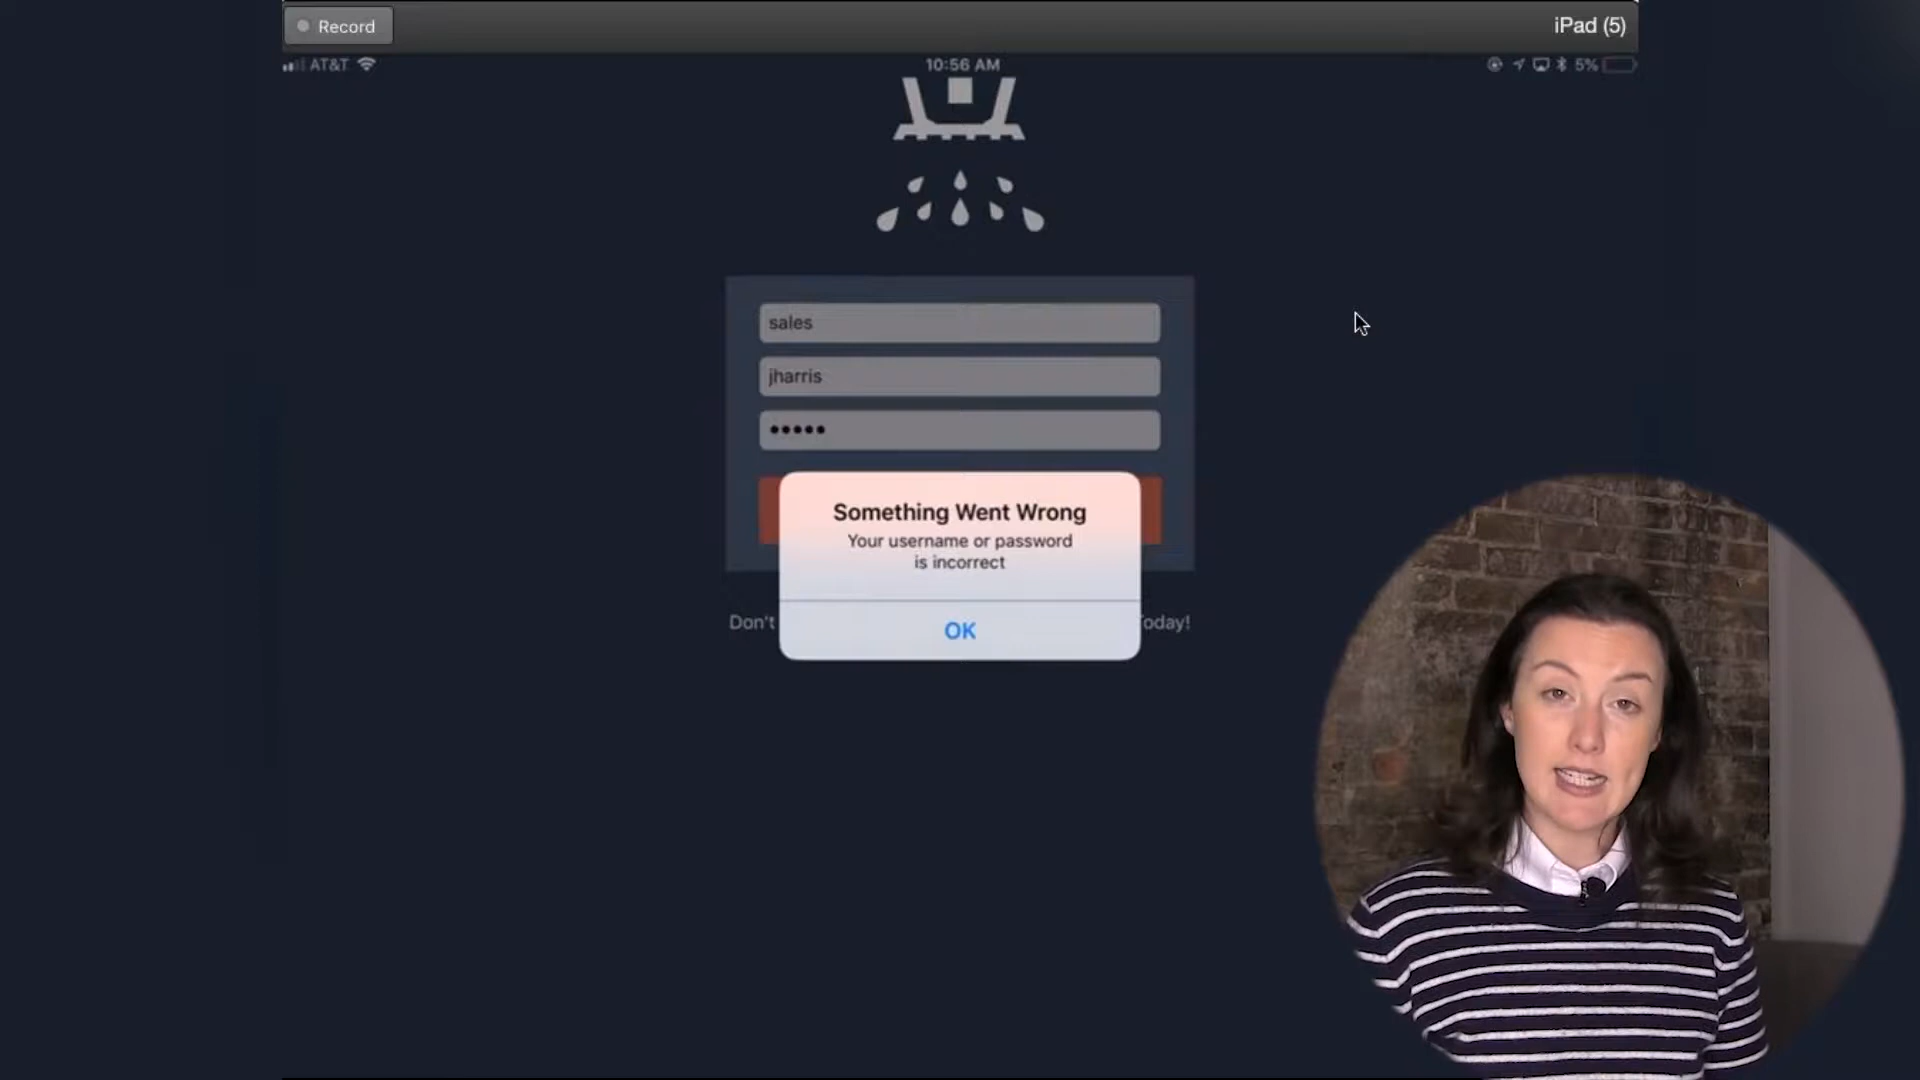 Record
iPad (5)
AT&T
10:56 AM
5%
sales
jharris
Something Went Wrong
Your username or password
is incorrect
OK
Don't
oday!